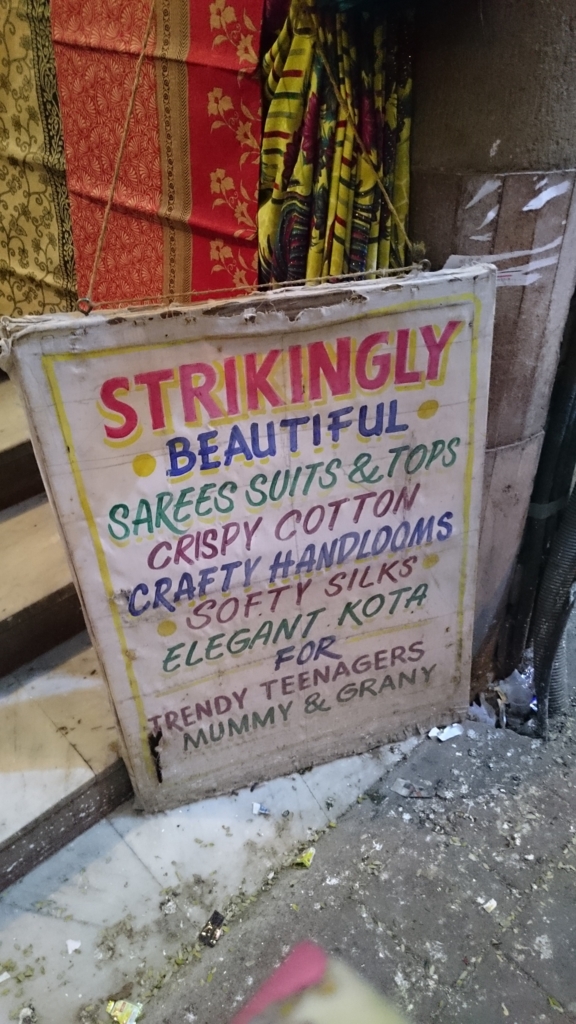 STRIKINGLY
BEAUTIFUL
SAREES SUITS & TOPS
CRISPY COTTON
CRAFTY HANDLOOMS
SOFTY SILKS
ELEGANT KOTA
FOR
TRENDY TEENAGERS
MUMMY & GRANY